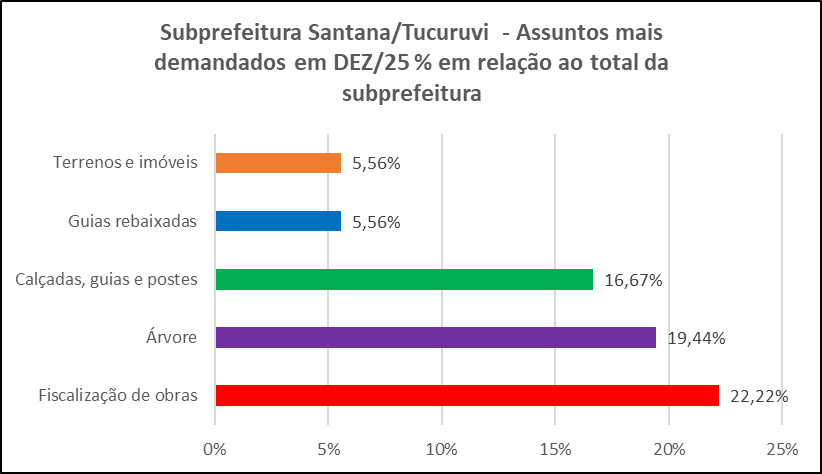 Subprefeitura Santana/Tucuruvi - Assuntos mais
demandados em DEZ/25 % em relação ao total da
subprefeitura
Terrenos e imóveis 5,56%
Guias rebaixadas 5,56%
Calçadas, guias e postes 16,67%
Árvore 19,44%
Fiscalização de obras 22,22%
0% 5% 10% 15% 20% 25%